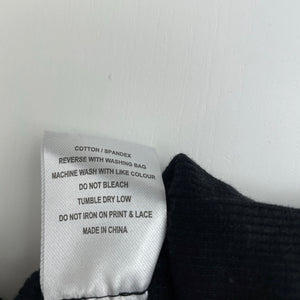 COTTON / SPANDEX
REVERSE WITH WASHING BAG
MACHINE WASH WITH LIKE COLOUR
DO NOT BLEACH
TUMBLE DRY LOW
DO NOT IRON ON PRINT & LACE
MADE IN CHINA